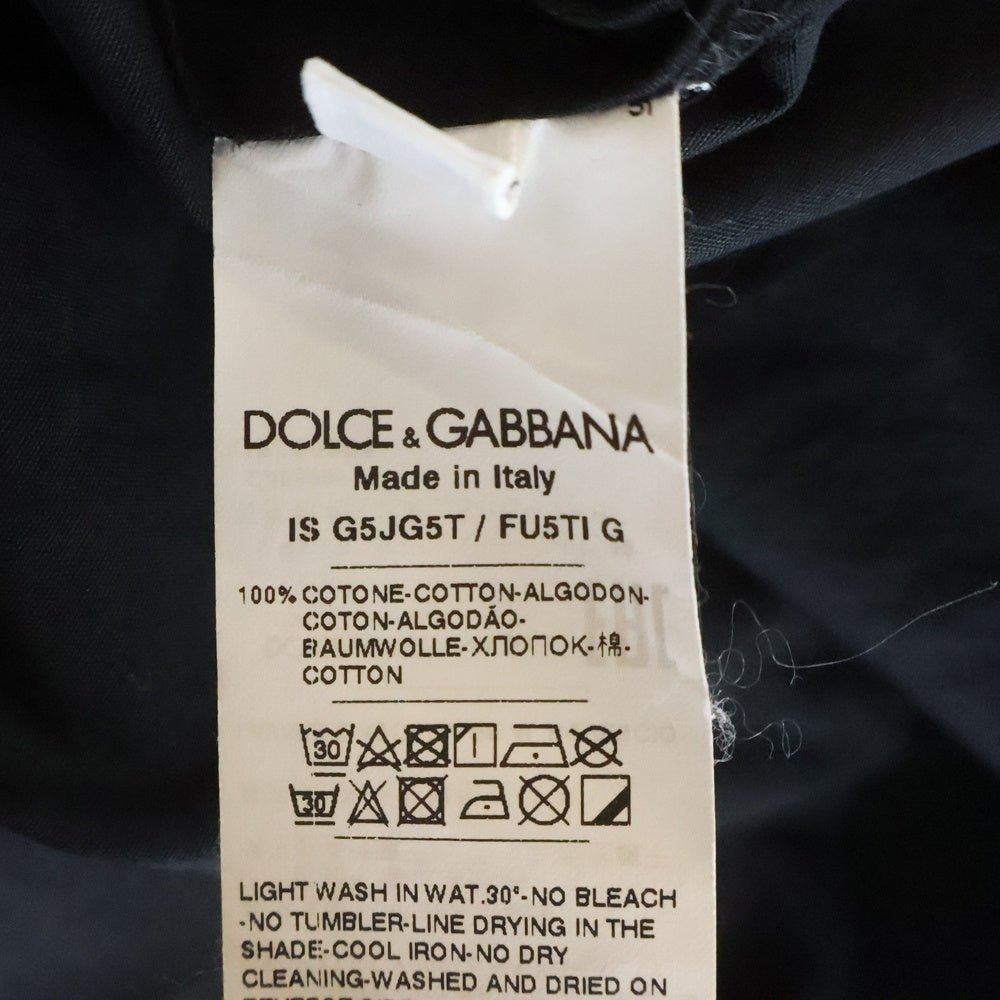 DOLCE & GABBANA
Made in Italy
IS G5JG5T / FU5TI G
100% COTONE-COTTON-ALGODON-
COTON-ALGODÃO-
BAUMWOLLE-ХЛОПОК-棉-
COTTON
30
30
LIGHT WASH IN WAT.30°-NO BLEACH
-NO TUMBLER-LINE DRYING IN THE
SHADE-COOL IRON-NO DRY
CLEANING-WASHED AND DRIED ON